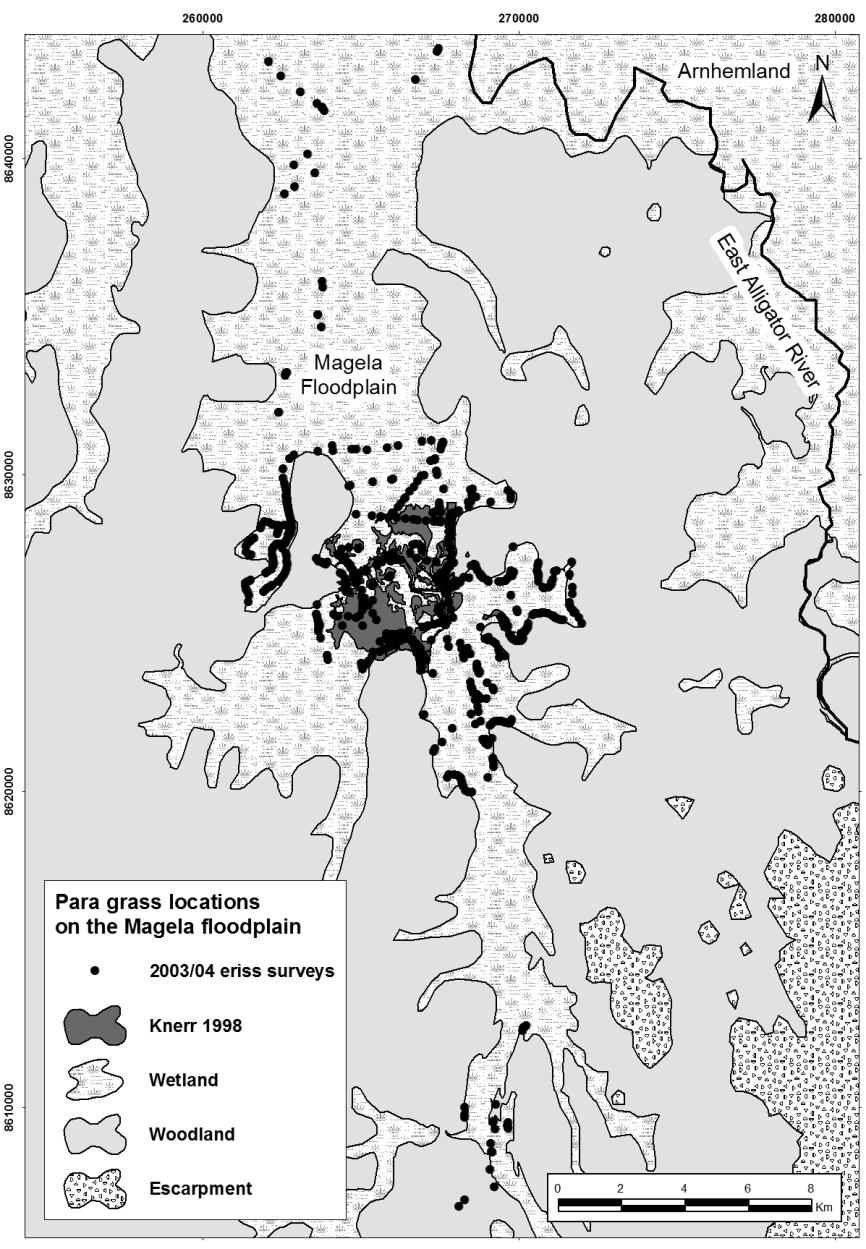 260000
270000
280000
Arnhemland
N
8640000
East Alligator River
Magela
Floodplain
8630000
8620000
8610000
Para grass locations
on the Magela floodplain
2003/04 eriss surveys
Knerr 1998
Wetland
Woodland
Escarpment
0 2 4 6 8
Km